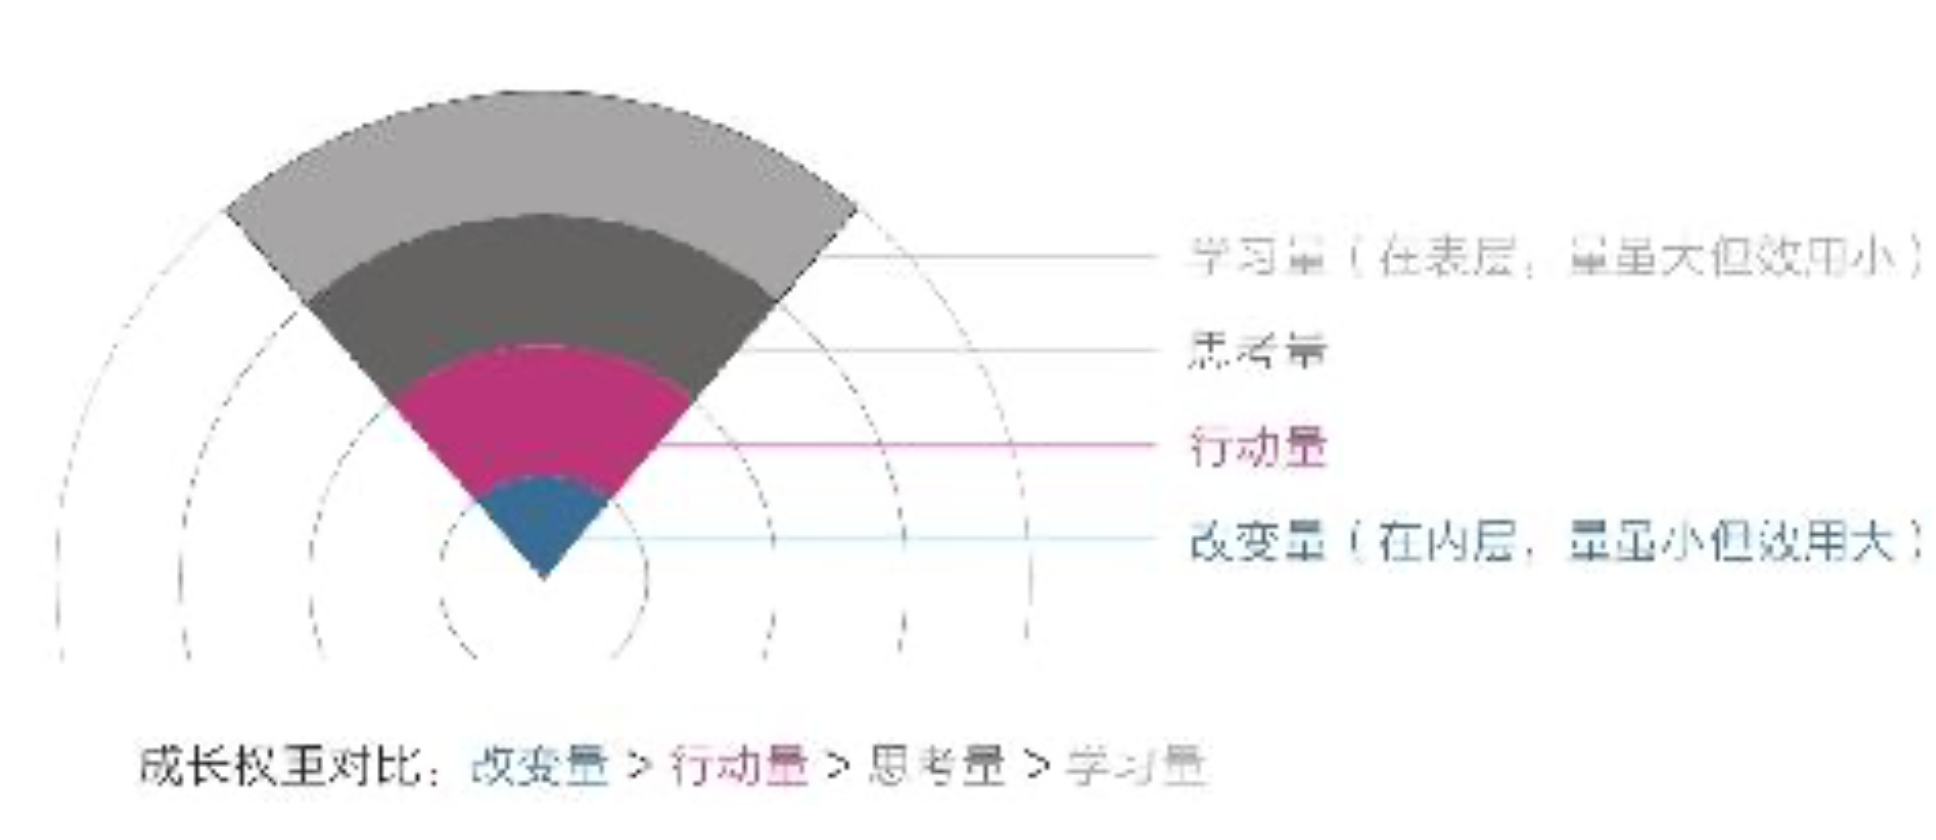 学习量（在表层，量虽大但效用小）
思考量
行动量
改变量（在内层，量虽小但效用大）
成长权重对比：改变量 > 行动量 > 思考量 > 学习量